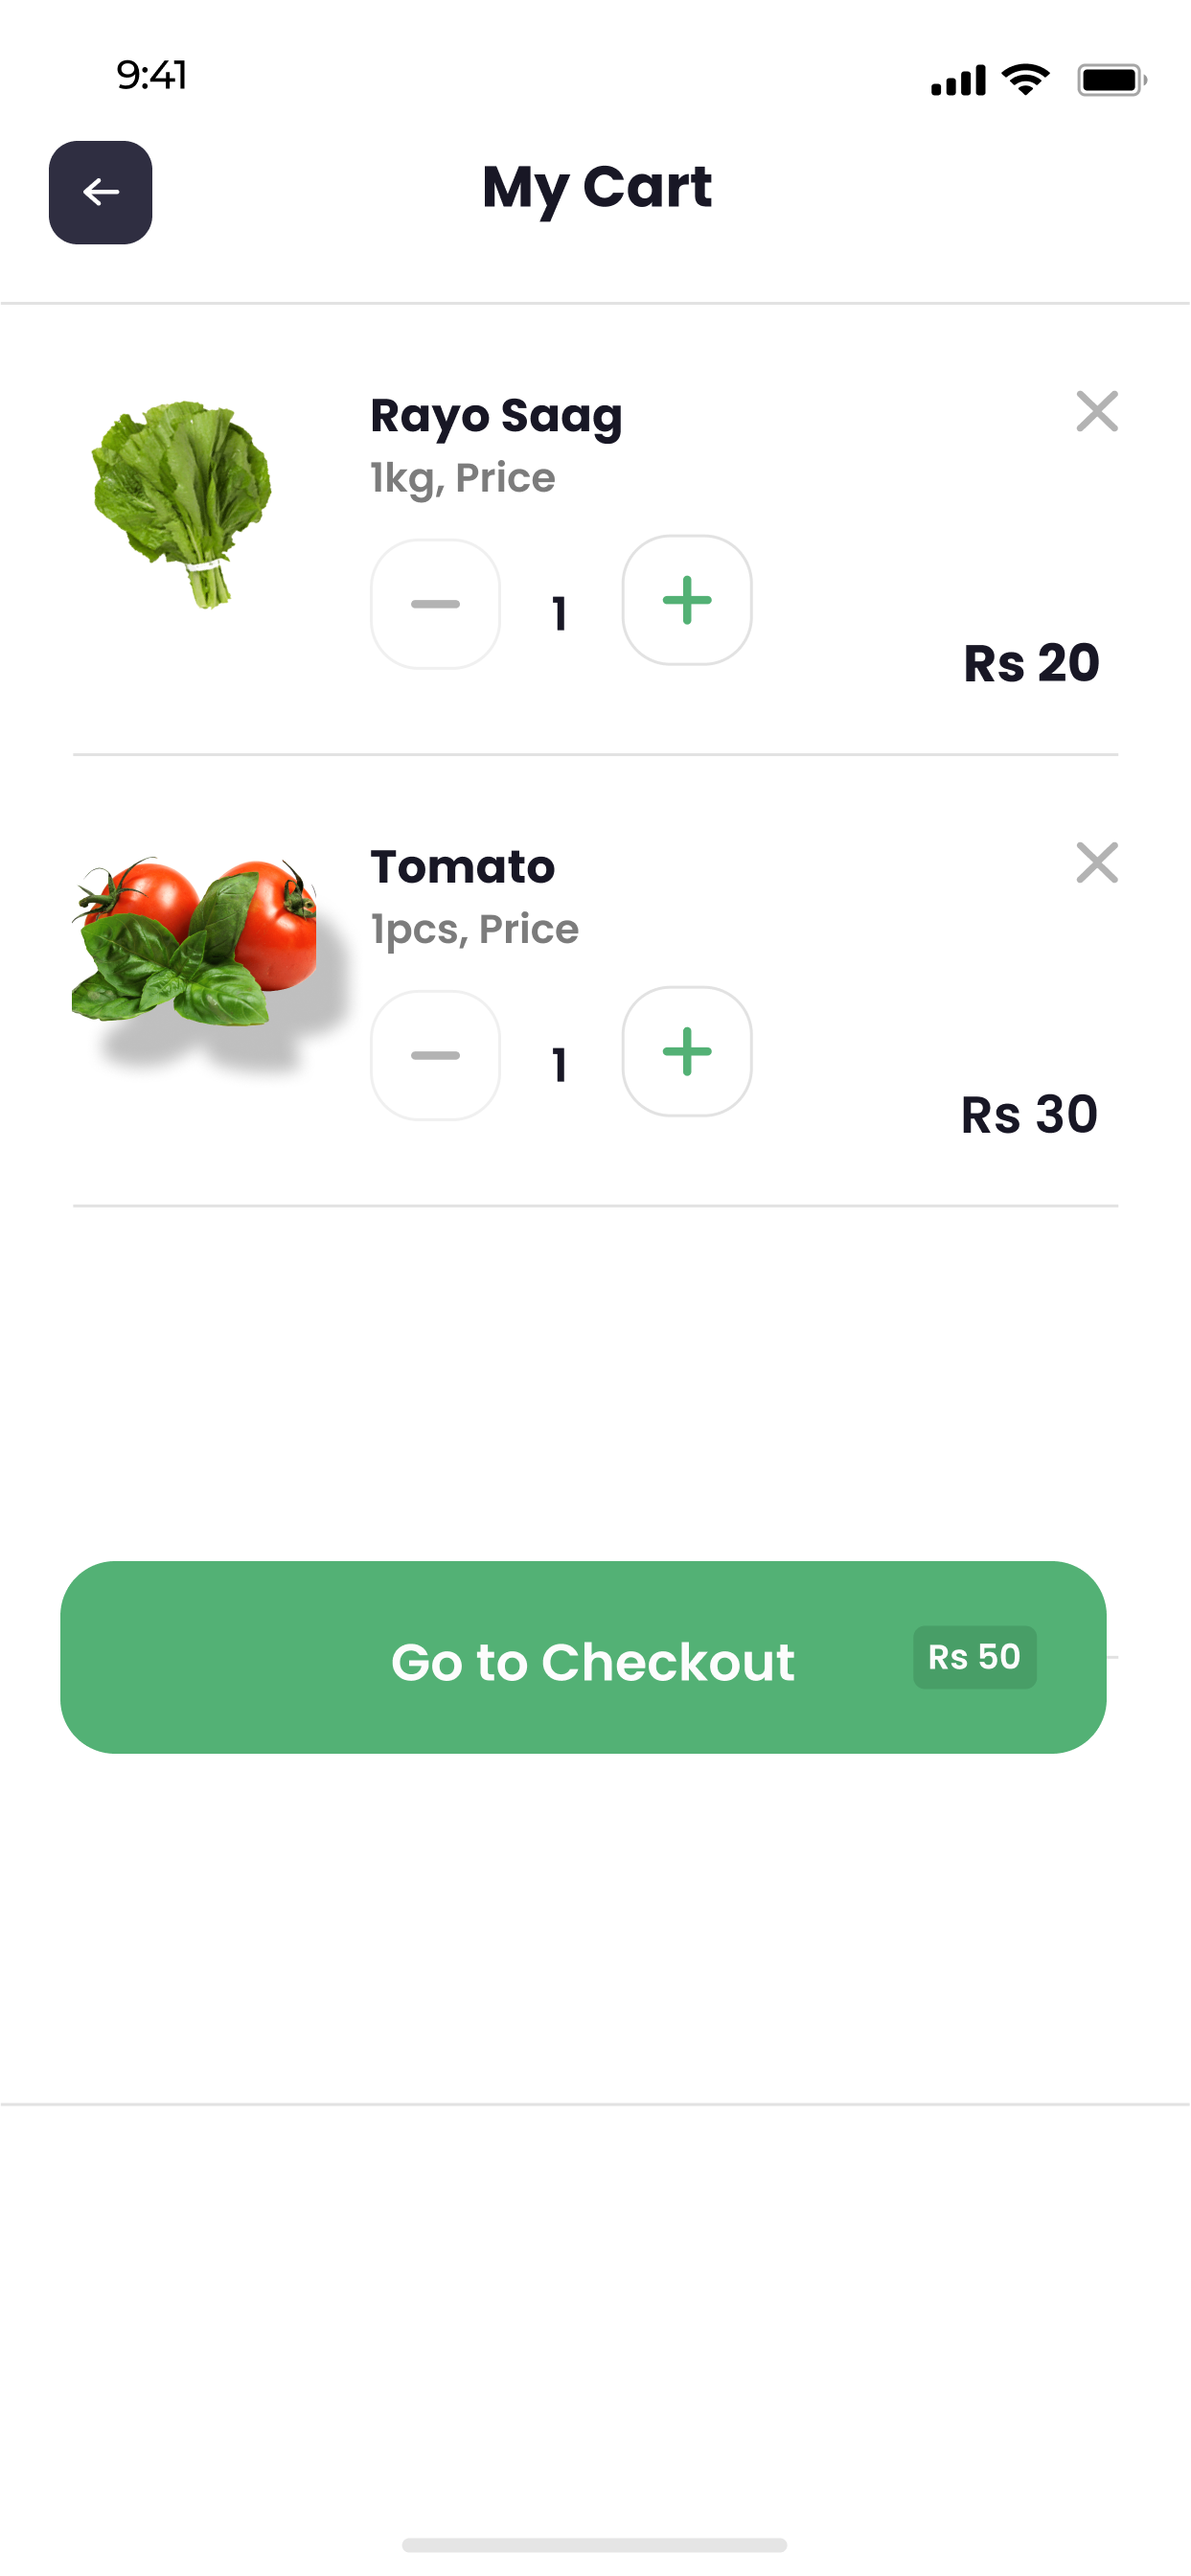 9:41
My Cart
Rayo Saag
1kg, Price
1
Rs 20
Tomato
1pcs, Price
1
Rs 30
Go to Checkout
Rs 50